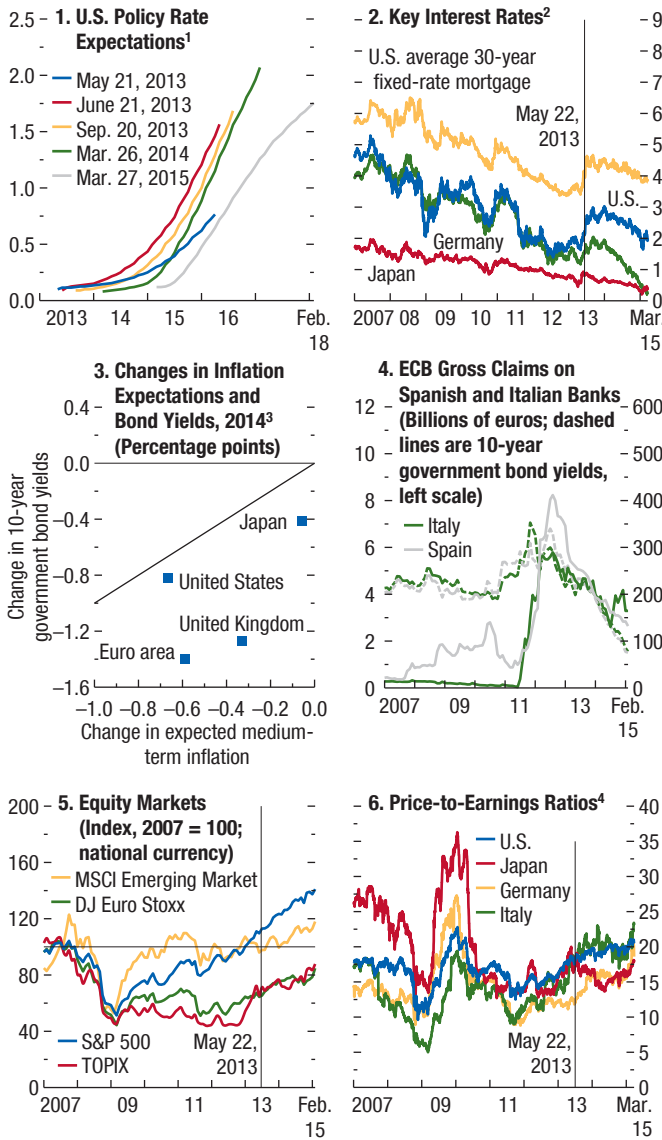 1. U.S. Policy Rate
Expectations1
2.5
2.0
1.5
1.0
0.5
0.0
May 21, 2013
June 21, 2013
Sep. 20, 2013
Mar. 26, 2014
Mar. 27, 2015
2013 14 15 16 Feb.
18
2. Key Interest Rates2
U.S. average 30-year
fixed-rate mortgage
May 22,
2013
U.S.
Germany
Japan
9
8
7
6
5
4
3
2
1
0
2007 08 09 10 11 12 13 Mar.
15
3. Changes in Inflation
Expectations and
Bond Yields, 20143
(Percentage points)
Change in 10-year
government bond yields
0.4
0.0
–0.4
–0.8
–1.2
–1.6
Japan
United States
United Kingdom
Euro area
–1.0 –0.8 –0.6 –0.4 –0.2 0.0
Change in expected medium-
term inflation
4. ECB Gross Claims on
Spanish and Italian Banks
(Billions of euros; dashed
lines are 10-year
government bond yields,
left scale)
Italy
Spain
12
10
8
6
4
2
0
600
500
400
300
200
100
0
2007 09 11 13 Feb.
15
5. Equity Markets
(Index, 2007 = 100;
national currency)
MSCI Emerging Market
DJ Euro Stoxx
S&P 500
TOPIX
May 22,
2013
200
160
120
80
40
0
2007 09 11 13 Feb.
15
6. Price-to-Earnings Ratios4
U.S.
Japan
Germany
Italy
May 22,
2013
40
35
30
25
20
15
10
5
0
2007 09 11 13 Mar.
15